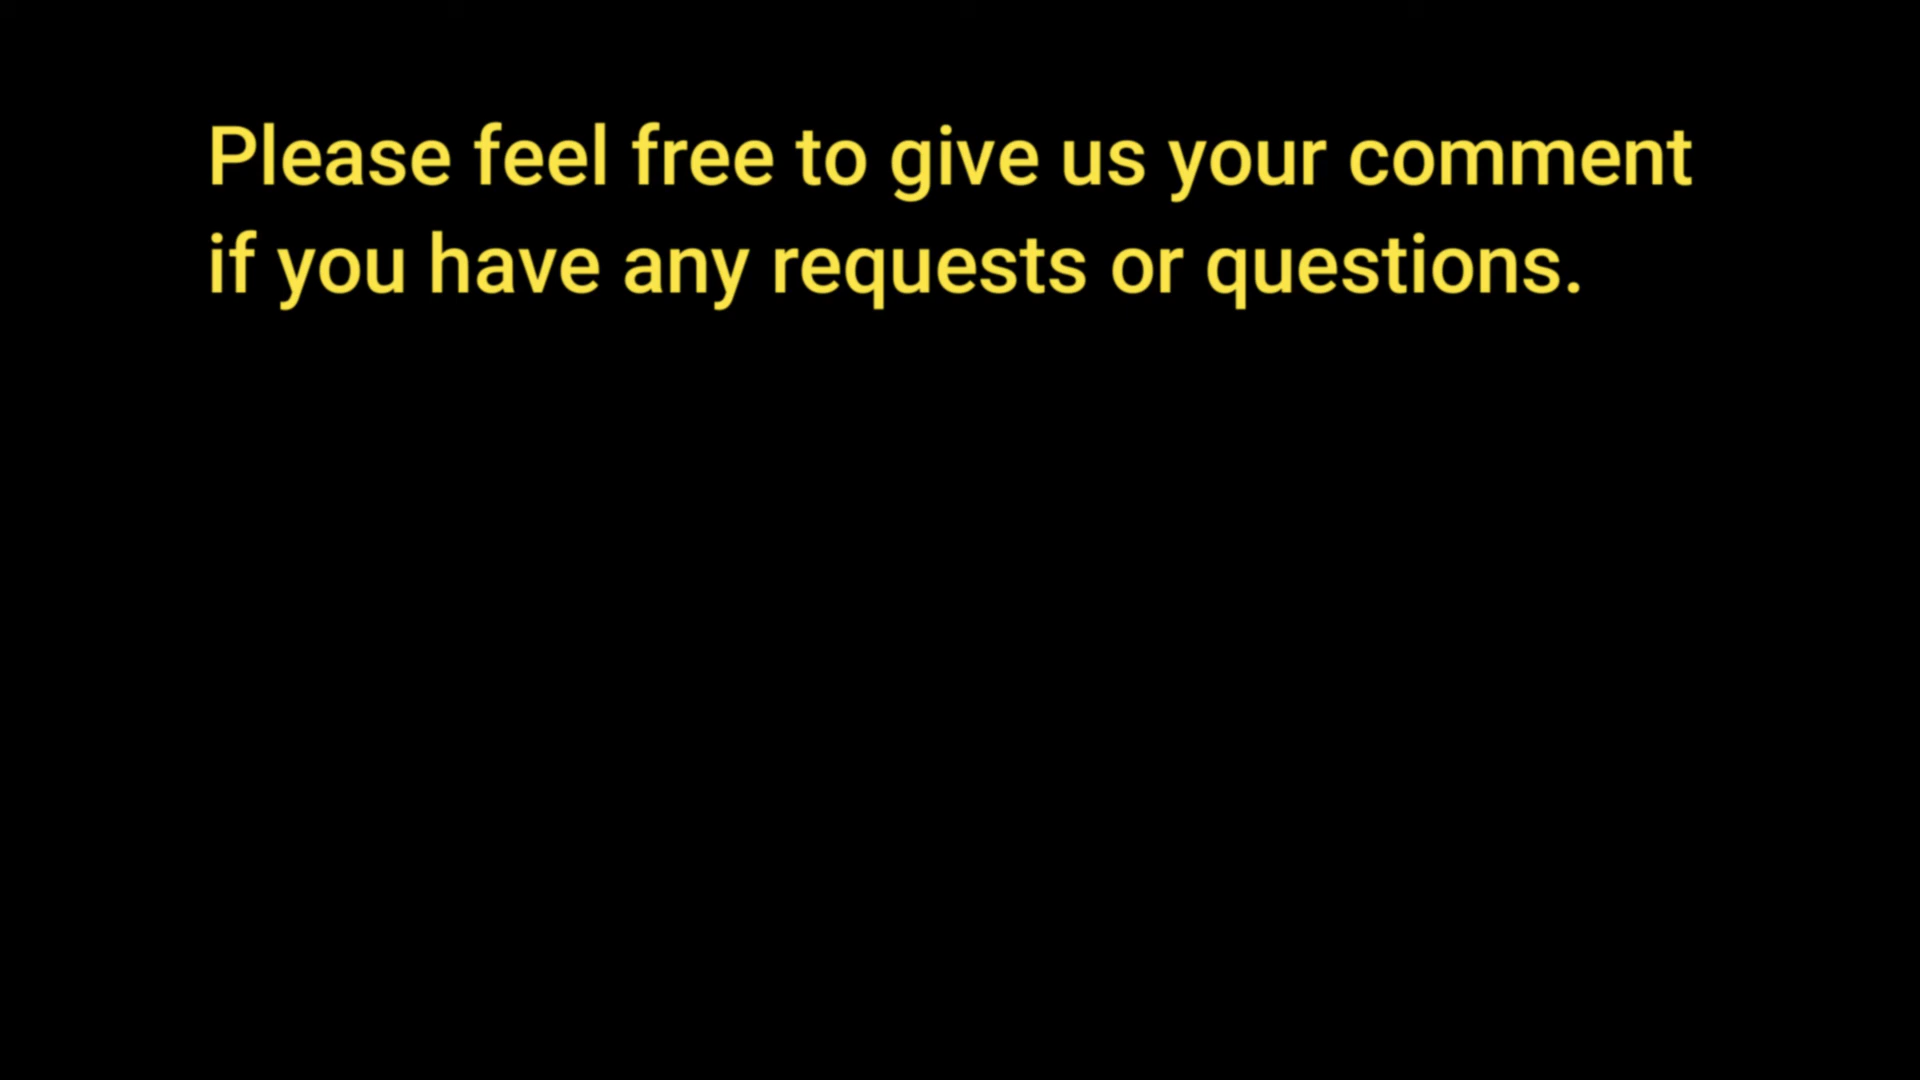 Please feel free to give us your comment
if you have any requests or questions.